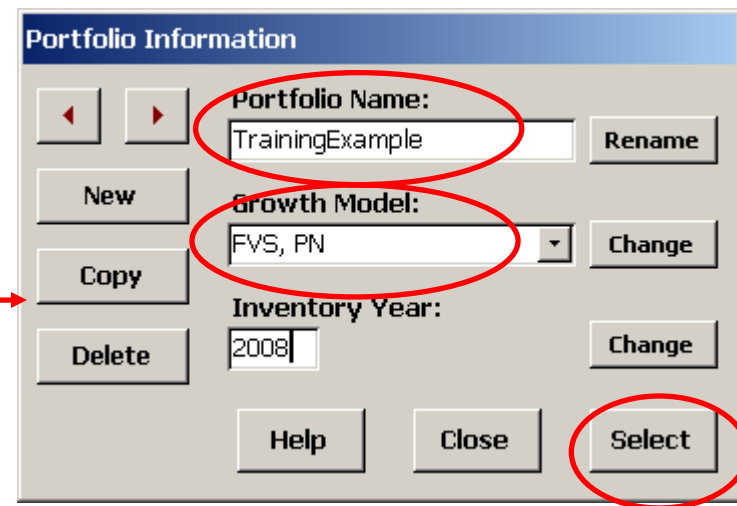 Portfolio Information
Portfolio Name:
TrainingExample
Rename
New
Growth Model:
FVS, PN
Change
Copy
Inventory Year:
2008
Change
Delete
Help
Close
Select